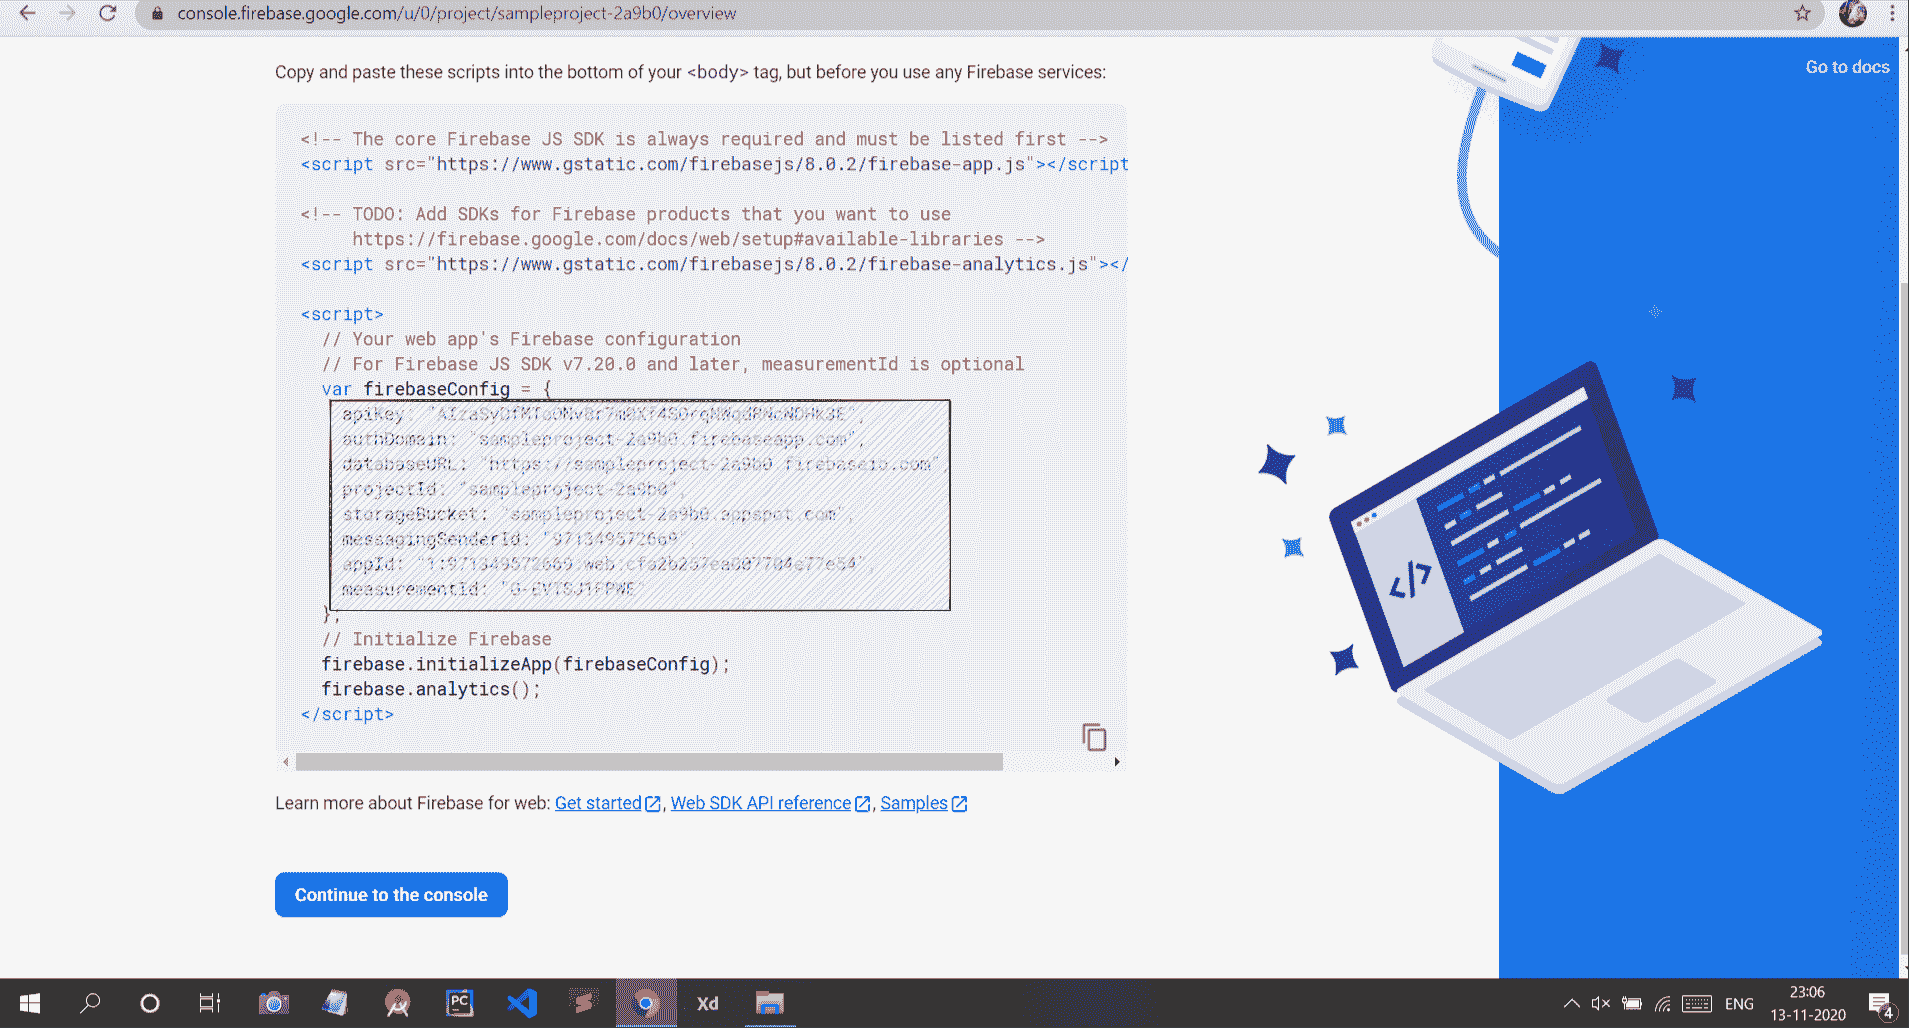 console.firebase.google.com/u/0/project/sampleproject-2a9b0/overview
Go to docs
Copy and paste these scripts into the bottom of your <body> tag, but before you use any Firebase services:
<!-- The core Firebase JS SDK is always required and must be listed first -->
<script src="https://www.gstatic.com/firebasejs/8.0.2/firebase-app.js"></script
<!-- TODO: Add SDKs for Firebase products that you want to use
https://firebase.google.com/docs/web/setup#available-libraries -->
<script src="https://www.gstatic.com/firebasejs/8.0.2/firebase-analytics.js"></
<script>
// Your web app's Firebase configuration
// For Firebase JS SDK v7.20.0 and later, measurementId is optional
var firebaseConfig = {
apiKey:
authDomain: "sampleproject-2a9b0.firebaseapp.com",
databaseURL: "https://sampleproject-2a9b0.firebaseio.com",
projectId: "sampleproject-2a9b0",
storageBucket: "sampleproject-2a9b0.appspot.com",
messagingSenderId:
appId:
measurementId:
};
// Initialize Firebase
firebase.initializeApp(firebaseConfig);
firebase.analytics();
</script>
Learn more about Firebase for web: Get started, Web SDK API reference, Samples
Continue to the console
</>
PC
Xd
ENG
23:06
13-11-2020
4